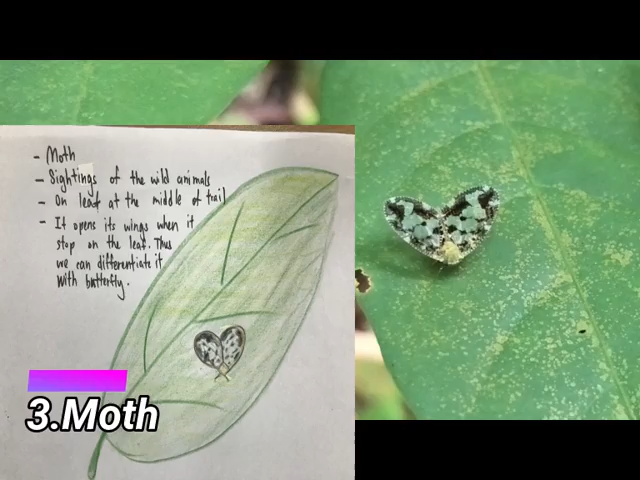 - Moth
- Sightings of the wild animals
- On leaf at the middle of trail
- It opens its wings when it
stop on the leaf. Thus
we can differentiate it
with butterfly.
3.Moth